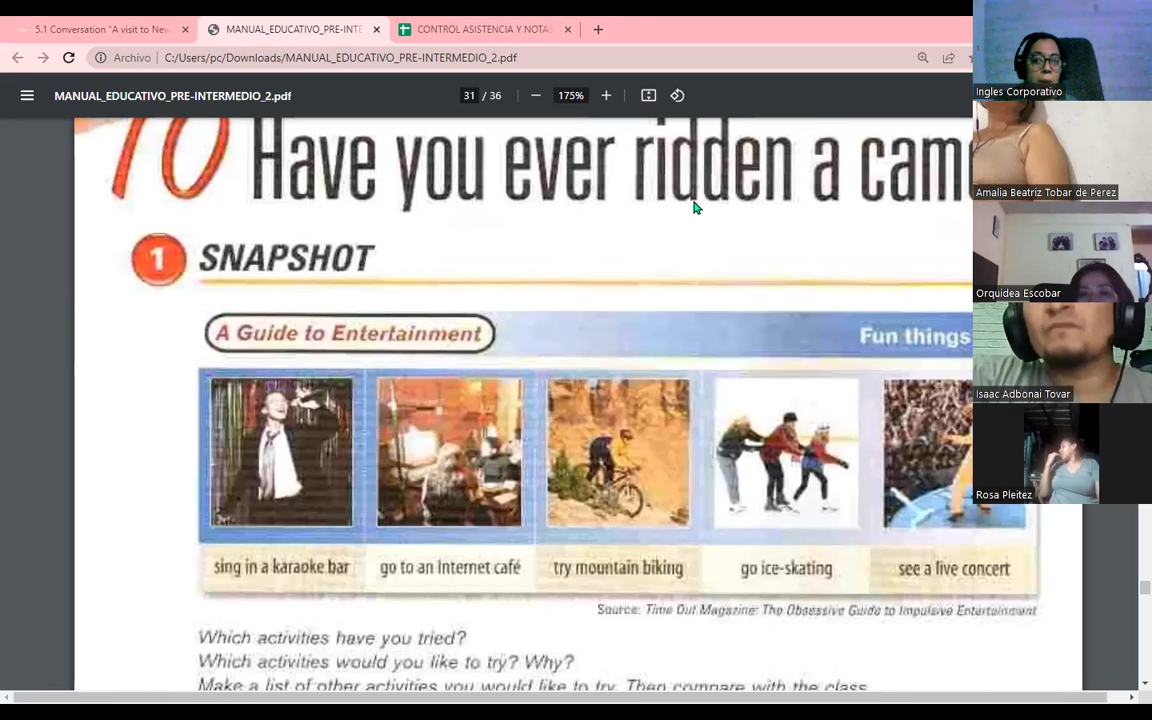 5.1 Conversation "A visit to New
MANUAL_EDUCATIVO_PRE-INTE
CONTROL ASISTENCIA Y NOTAS
Archivo
C:/Users/pc/Downloads/MANUAL_EDUCATIVO_PRE-INTERMEDIO_2.pdf
MANUAL_EDUCATIVO_PRE-INTERMEDIO_2.pdf
31 / 36
175%
10 Have you ever ridden a cam
1 SNAPSHOT
A Guide to Entertainment
Fun things
sing in a karaoke bar
go to an Internet café
try mountain biking
go ice-skating
see a live concert
Source: Time Out Magazine: The Obsessive Guide to Impulsive Entertainment
Which activities have you tried?
Which activities would you like to try? Why?
Make a list of other activities you would like to try. Then compare with the class
Ingles Corporativo
Amalia Beatriz Tobar de Perez
Orquidea Escobar
Isaac Adbonai Tovar
Rosa Pleitez